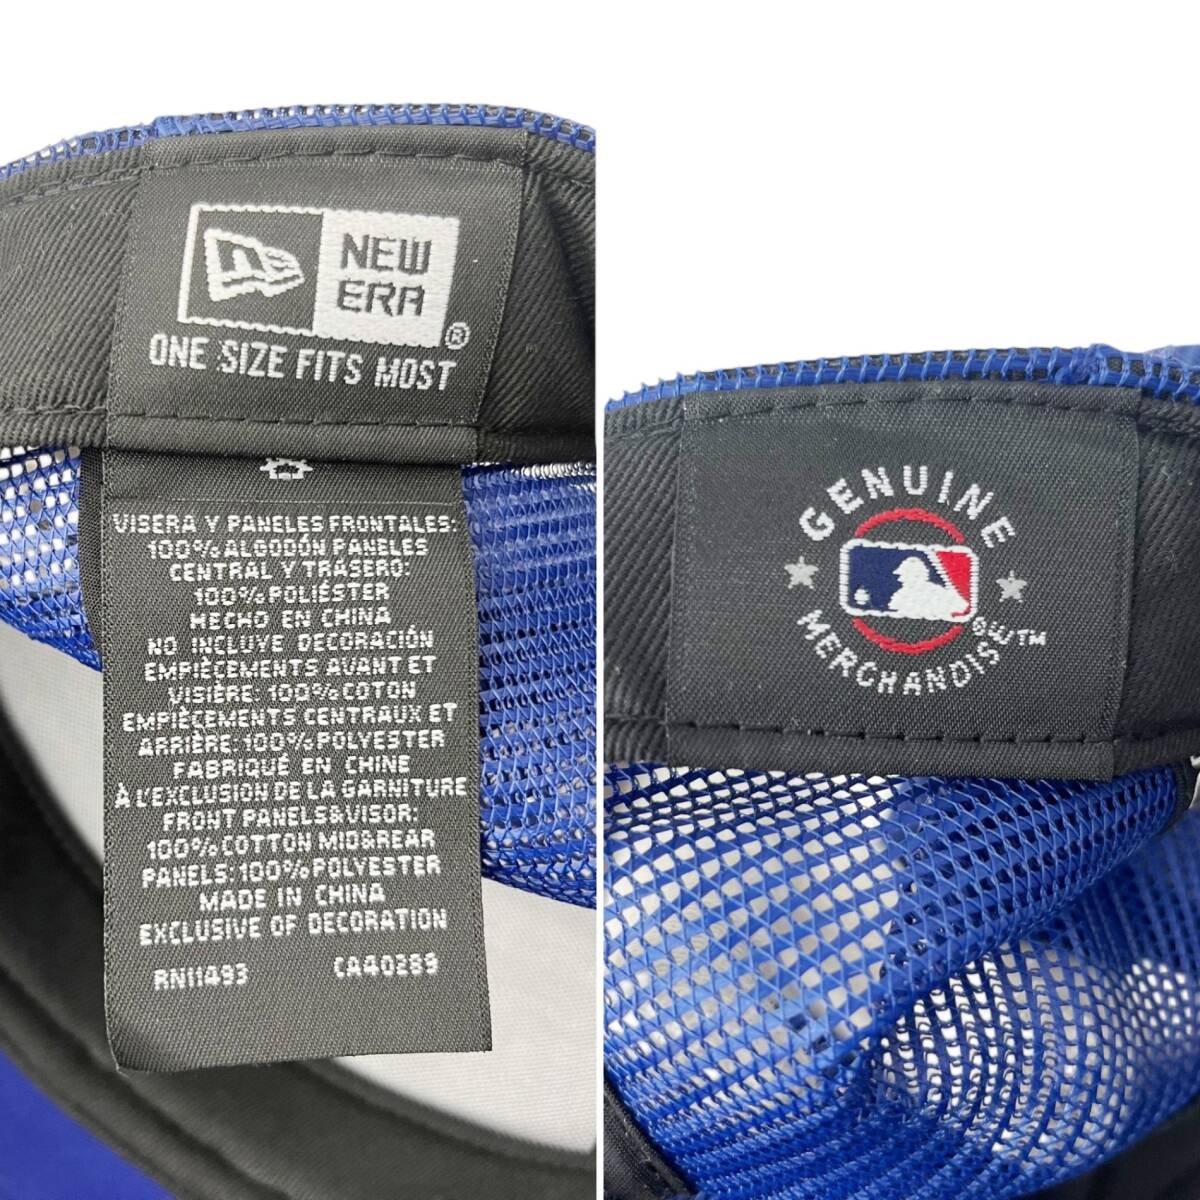 NEW
ERA
®
ONE SIZE FITS MOST
VISERA Y PANELES FRONTALES:
100% ALGODÓN PANELES
CENTRAL Y TRASERO:
100% POLIÉSTER
HECHO EN CHINA
NO INCLUYE DECORACIÓN
EMPIÈCEMENTS AVANT ET
VISIÈRE: 100% COTON
EMPIÈCEMENTS CENTRAUX ET
ARRIÈRE 100% POLYESTER
FABRIQUÉ EN CHINE
À L'EXCLUSION DE LA GARNITURE
FRONT PANELS&VISOR:
100% COTTON MID&REAR
PANELS: 100% POLYESTER
MADE IN CHINA
EXCLUSIVE OF DECORATION
RN11493 CA40289
GENUINE
MERCHANDISE™